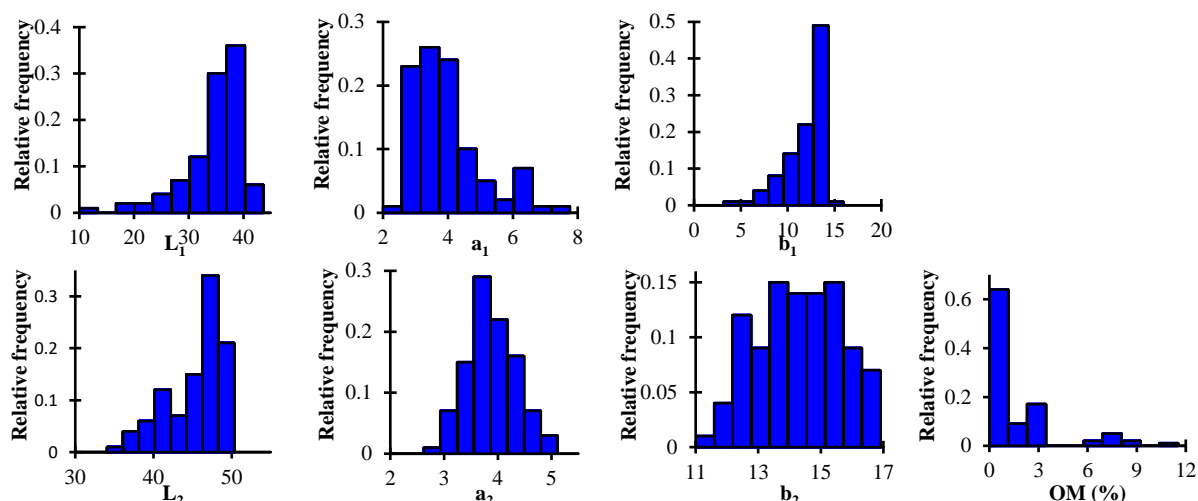 Relative frequency
0.4
0.3
0.2
0.1
0
10 20 30 40
L₁
Relative frequency
0.3
0.2
0.1
0
2 4 6 8
a₁
Relative frequency
0.5
0.4
0.3
0.2
0.1
0
0 5 10 15 20
b₁
Relative frequency
0.3
0.2
0.1
0
30 40 50
L₂
Relative frequency
0.3
0.2
0.1
0
2 3 4 5
a₂
Relative frequency
0.15
0.1
0.05
0
11 13 15 17
b₂
Relative frequency
0.6
0.4
0.2
0
0 3 6 9 12
OM (%)